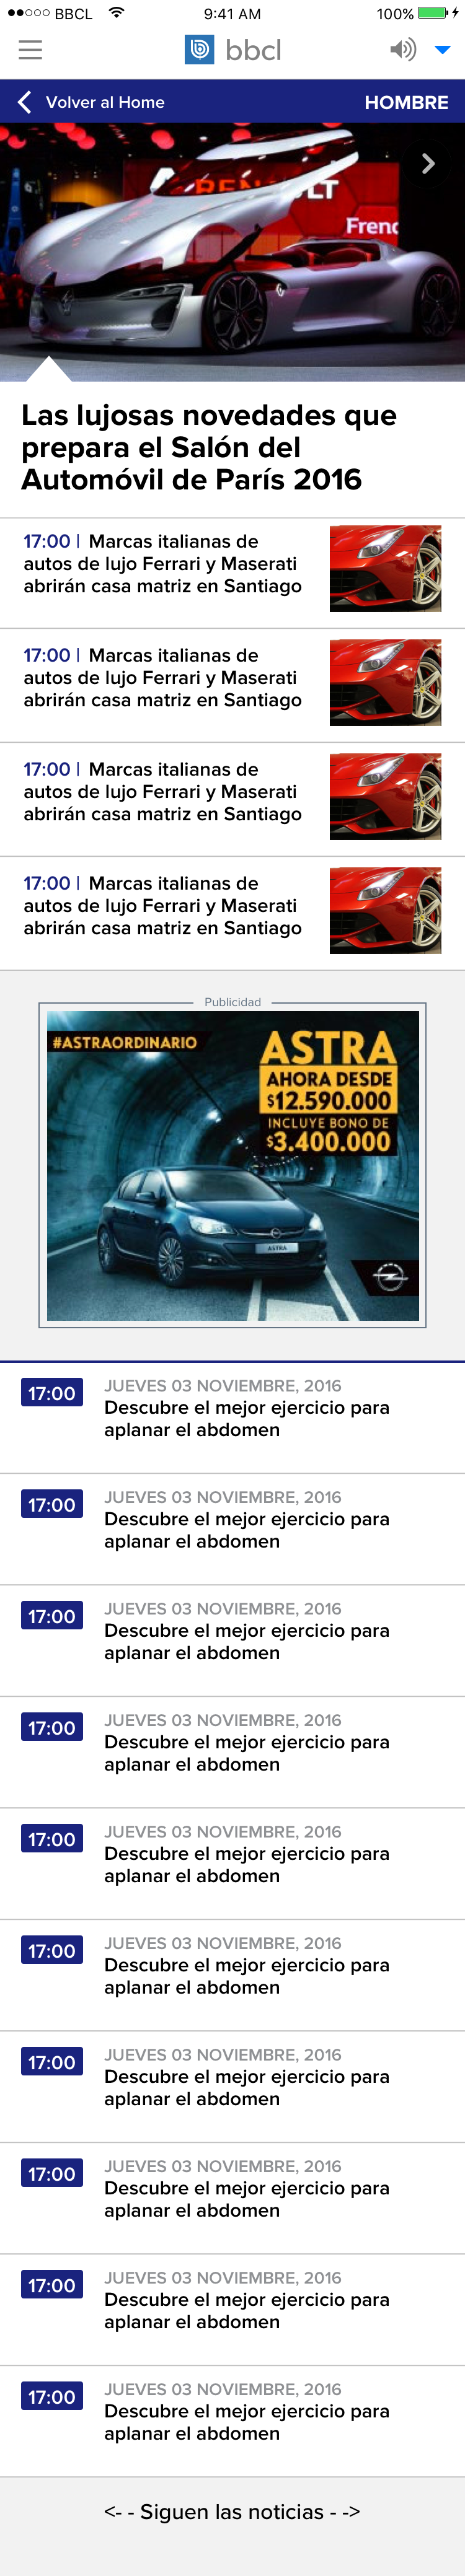 BBCL
9:41 AM
100%
bbcl
Volver al Home
HOMBRE
RENAULT
Frenc
Las lujosas novedades que
prepara el Salón del
Automóvil de París 2016
17:00 | Marcas italianas de
autos de lujo Ferrari y Maserati
abrirán casa matriz en Santiago
17:00 | Marcas italianas de
autos de lujo Ferrari y Maserati
abrirán casa matriz en Santiago
17:00 | Marcas italianas de
autos de lujo Ferrari y Maserati
abrirán casa matriz en Santiago
17:00 | Marcas italianas de
autos de lujo Ferrari y Maserati
abrirán casa matriz en Santiago
Publicidad
#ASTRAORDINARIO
ASTRA
AHORA DESDE
$12.590.000
INCLUYE BONO DE
$3.400.000
ASTRA
17:00
JUEVES 03 NOVIEMBRE, 2016
Descubre el mejor ejercicio para
aplanar el abdomen
17:00
JUEVES 03 NOVIEMBRE, 2016
Descubre el mejor ejercicio para
aplanar el abdomen
17:00
JUEVES 03 NOVIEMBRE, 2016
Descubre el mejor ejercicio para
aplanar el abdomen
17:00
JUEVES 03 NOVIEMBRE, 2016
Descubre el mejor ejercicio para
aplanar el abdomen
17:00
JUEVES 03 NOVIEMBRE, 2016
Descubre el mejor ejercicio para
aplanar el abdomen
17:00
JUEVES 03 NOVIEMBRE, 2016
Descubre el mejor ejercicio para
aplanar el abdomen
17:00
JUEVES 03 NOVIEMBRE, 2016
Descubre el mejor ejercicio para
aplanar el abdomen
17:00
JUEVES 03 NOVIEMBRE, 2016
Descubre el mejor ejercicio para
aplanar el abdomen
17:00
JUEVES 03 NOVIEMBRE, 2016
Descubre el mejor ejercicio para
aplanar el abdomen
17:00
JUEVES 03 NOVIEMBRE, 2016
Descubre el mejor ejercicio para
aplanar el abdomen
<- - Siguen las noticias - ->